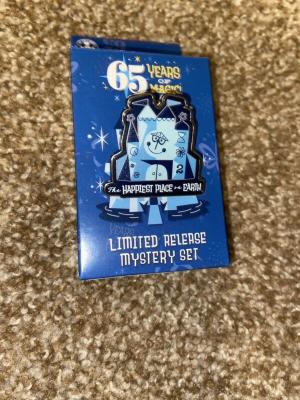 65 YEARS
OF
MAGIC!
The HAPPIEST PLACE on EARTH
LIMITED RELEASE
MYSTERY SET